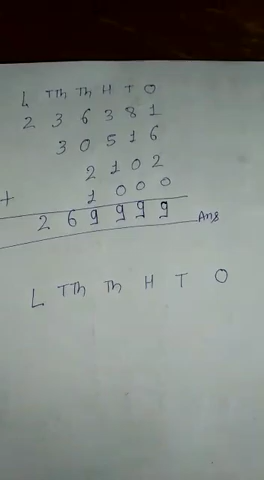 L TTh Th H T O
2 3 6 3 8 1
3 0 5 1 6
2 1 0 2
+ 1 0 0 0
2 6 9 9 9 9 Ans
L TTh Th H T O